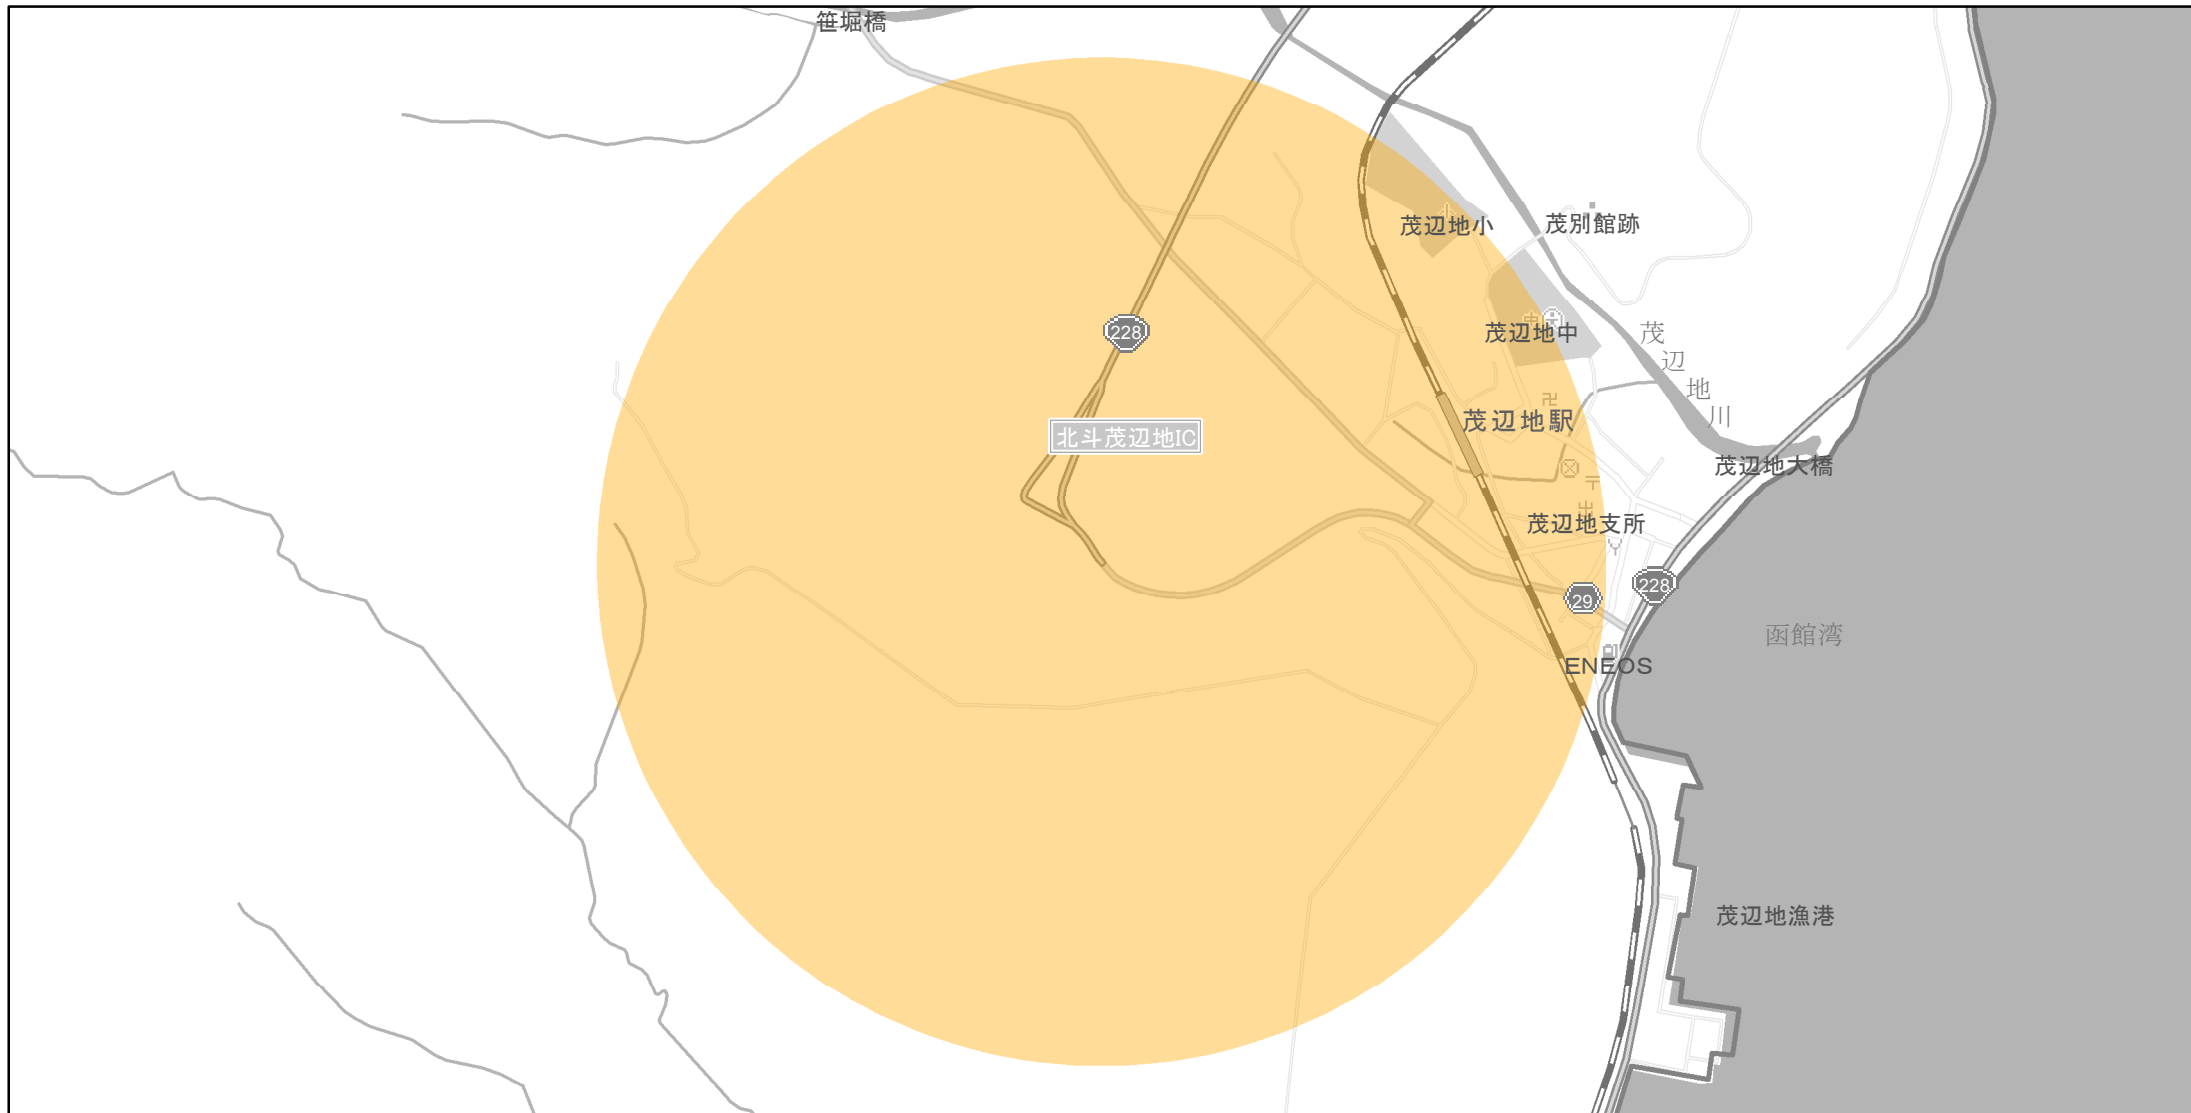 笹堀橋
茂辺地小
茂別館跡
228
茂辺地中
茂辺地川
北斗茂辺地IC
茂辺地駅
茂辺地大橋
茂辺地支所
29
228
函館湾
ENEOS
茂辺地漁港